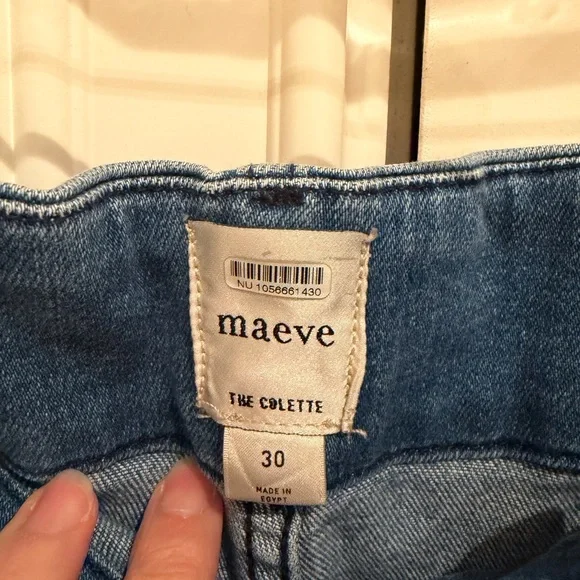 NU 1056661430
maeve
THE COLETTE
30
MADE IN
EGYPT